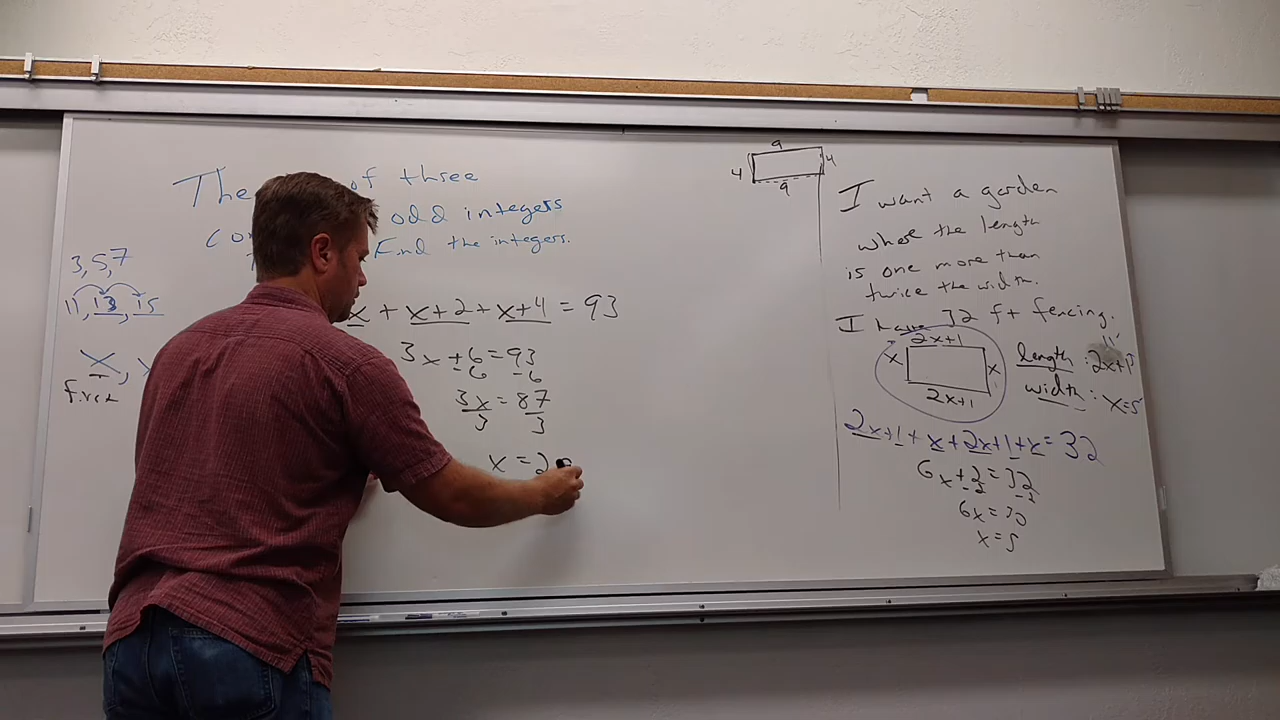 The of three
odd integers
Find the integers.
3, 5, 7
11, 13, 15
x,
first
x + x+2 + x+4 = 93
3x + 6 = 93
-6 -6
3x = 87
3 3
x = 2
9
4 4
9
I want a garden
whose the length
is one more than
twice the width.
I have 32 ft fencing.
2x+1
x x
2x+1
length : 2x+1
width : x=5
2x+1 + x + 2x+1 + x = 32
6x + 2 = 32
-2 -2
6x = 30
x = 5